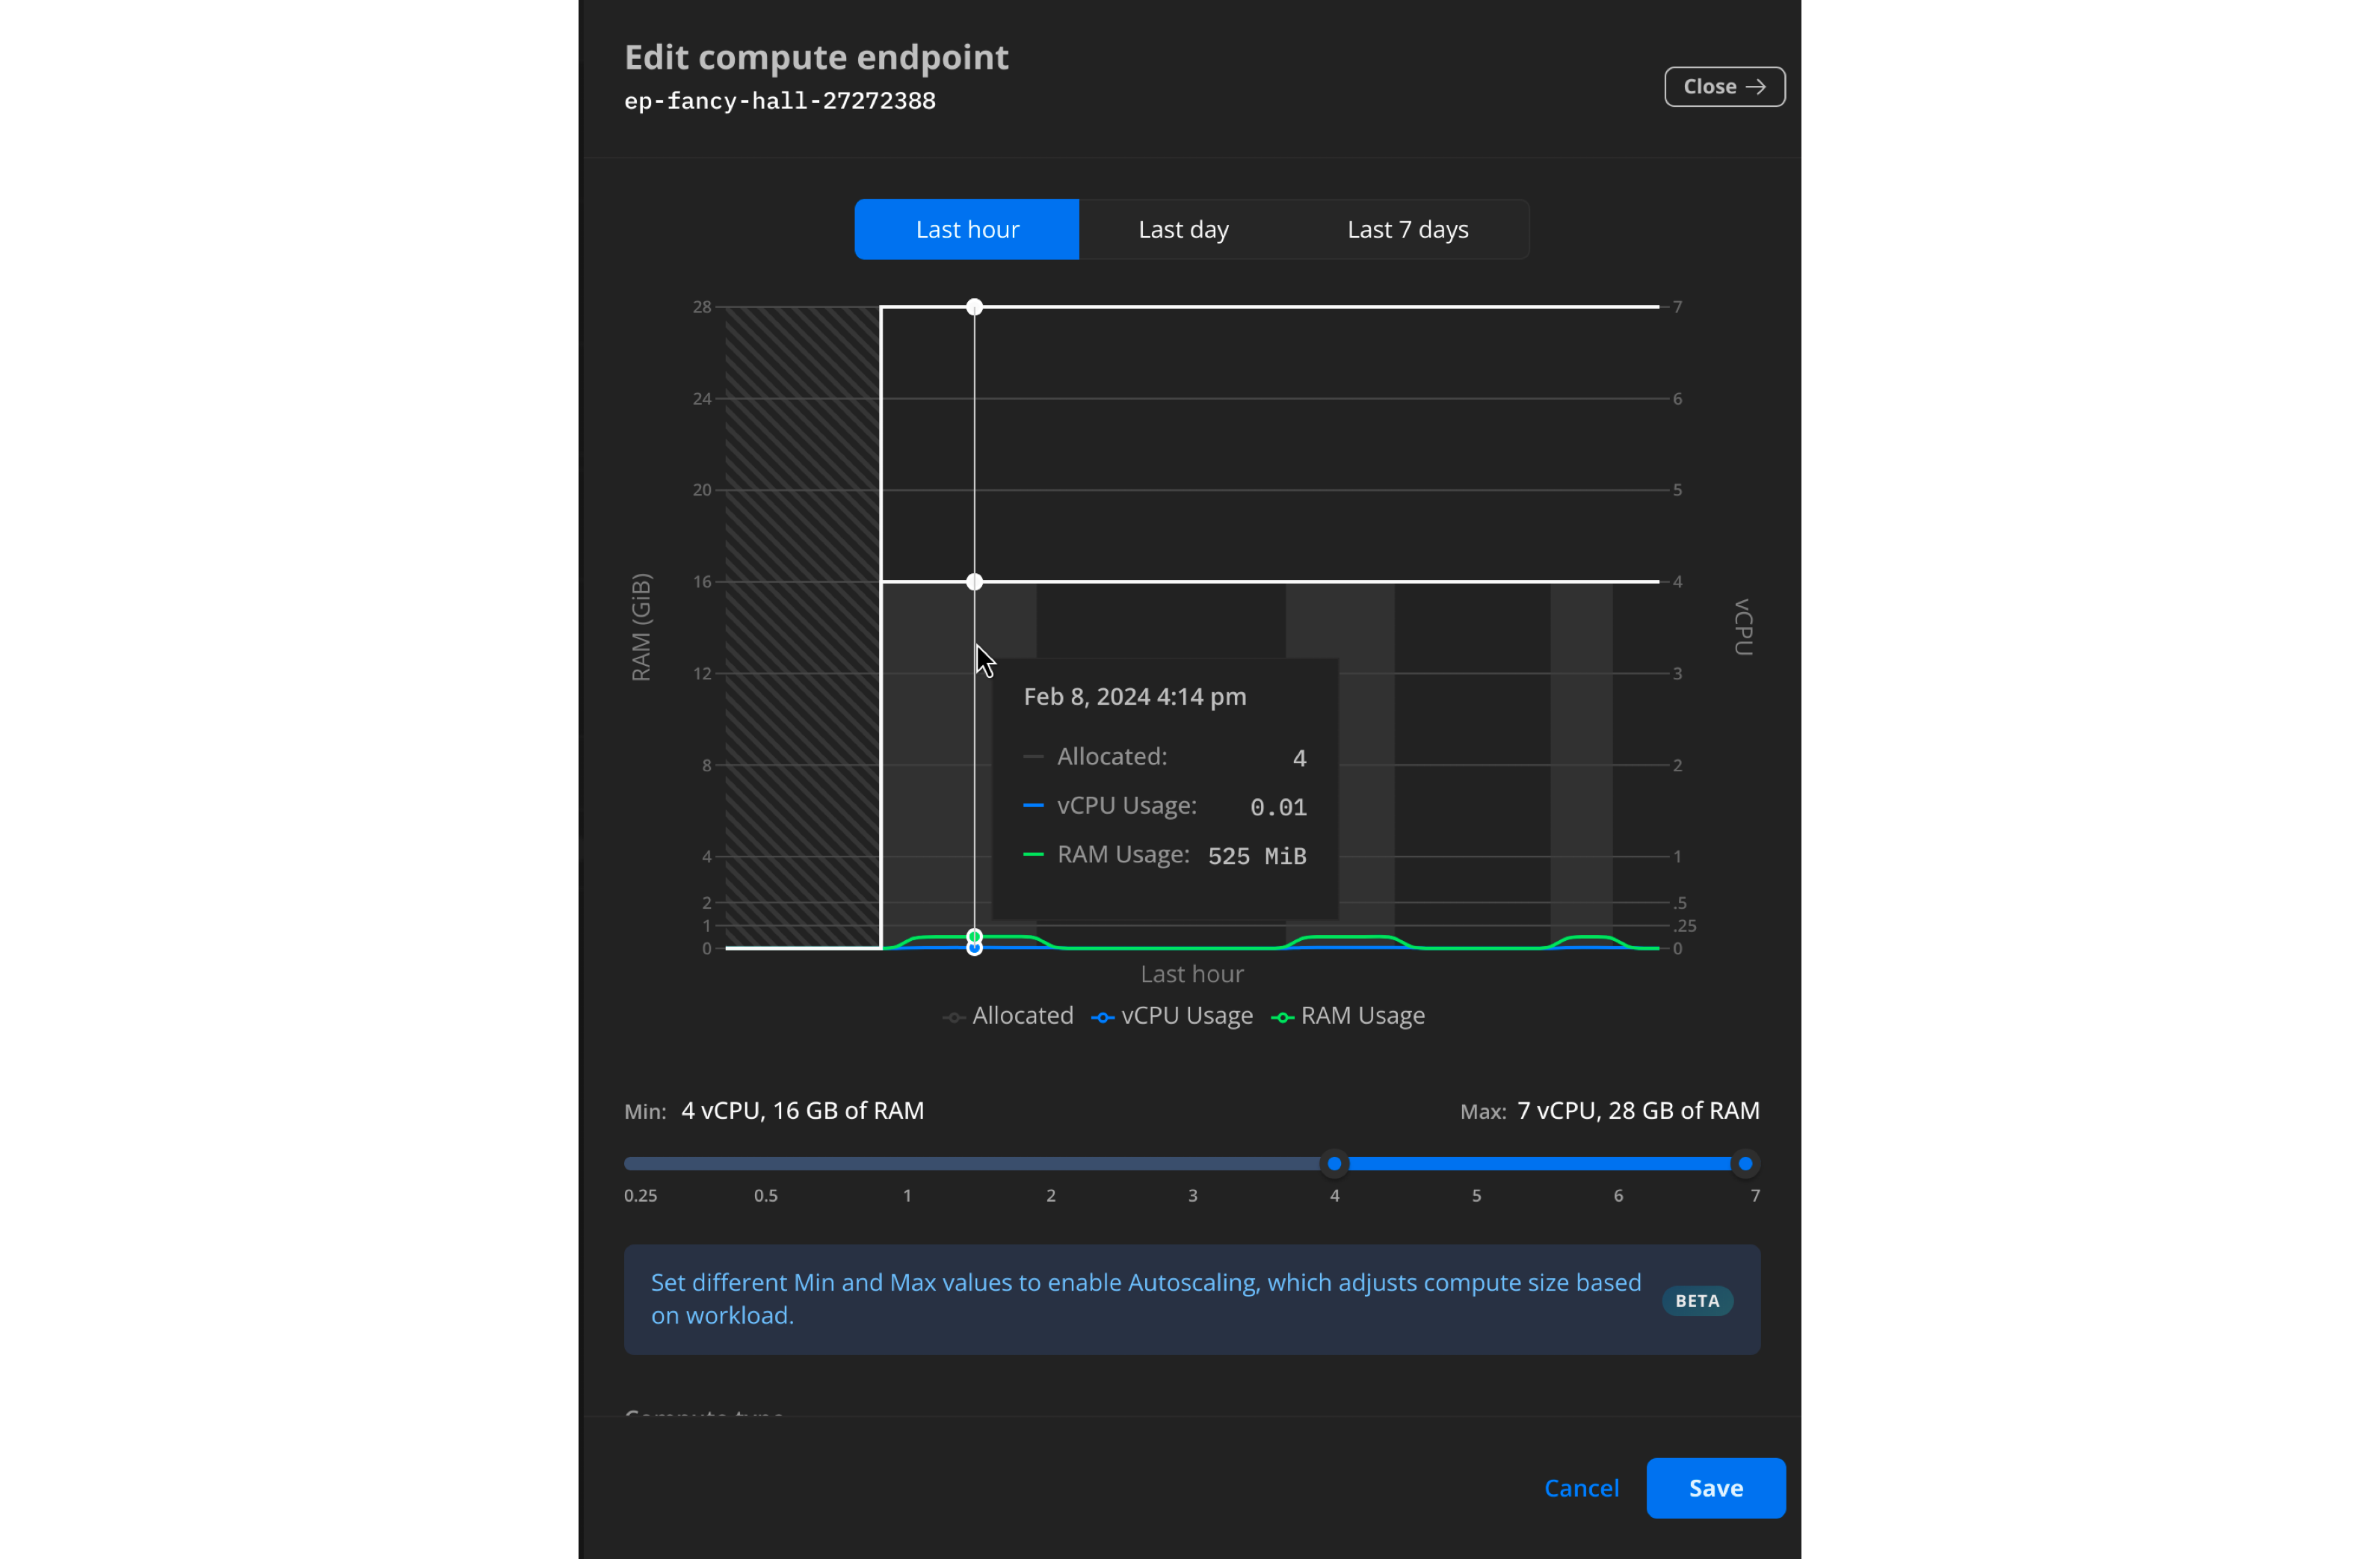 Edit compute endpoint
ep-fancy-hall-27272388
Close
Last hour
Last day
Last 7 days
28
24
20
16
12
8
4
2
1
0
RAM (GiB)
7
6
5
4
3
2
1
.5
.25
0
vCPU
Feb 8, 2024 4:14 pm
Allocated: 4
vCPU Usage: 0.01
RAM Usage: 525 MiB
Last hour
Allocated
vCPU Usage
RAM Usage
Min: 4 vCPU, 16 GB of RAM
Max: 7 vCPU, 28 GB of RAM
0.25 0.5 1 2 3 4 5 6 7
Set different Min and Max values to enable Autoscaling, which adjusts compute size based
on workload.
BETA
Cancel
Save